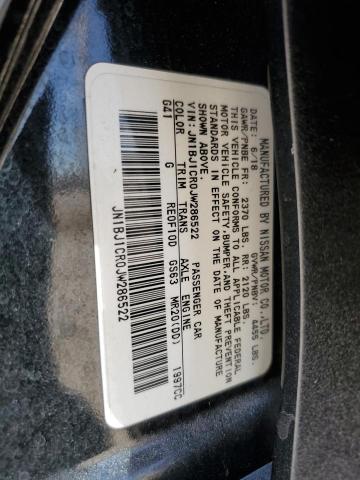 MANUFACTURED BY NISSAN MOTOR CO.,LTD.
DATE: 6/18 GVWR/PNBV: 4455 LBS.
GAWR/PNBE FR: 2370 LBS. RR: 2120 LBS.
THIS VEHICLE CONFORMS TO ALL APPLICABLE FEDERAL
MOTOR VEHICLE SAFETY,BUMPER,AND THEFT PREVENTION
STANDARDS IN EFFECT ON THE DATE OF MANUFACTURE
SHOWN ABOVE.
VIN:JN1BJ1CR0JW286522 PASSENGER CAR
COLOR TRIM TRANS AXLE ENGINE
G41 G RE0F10D GS63 MR20(DD) 1997CC
JN1BJ1CR0JW286522